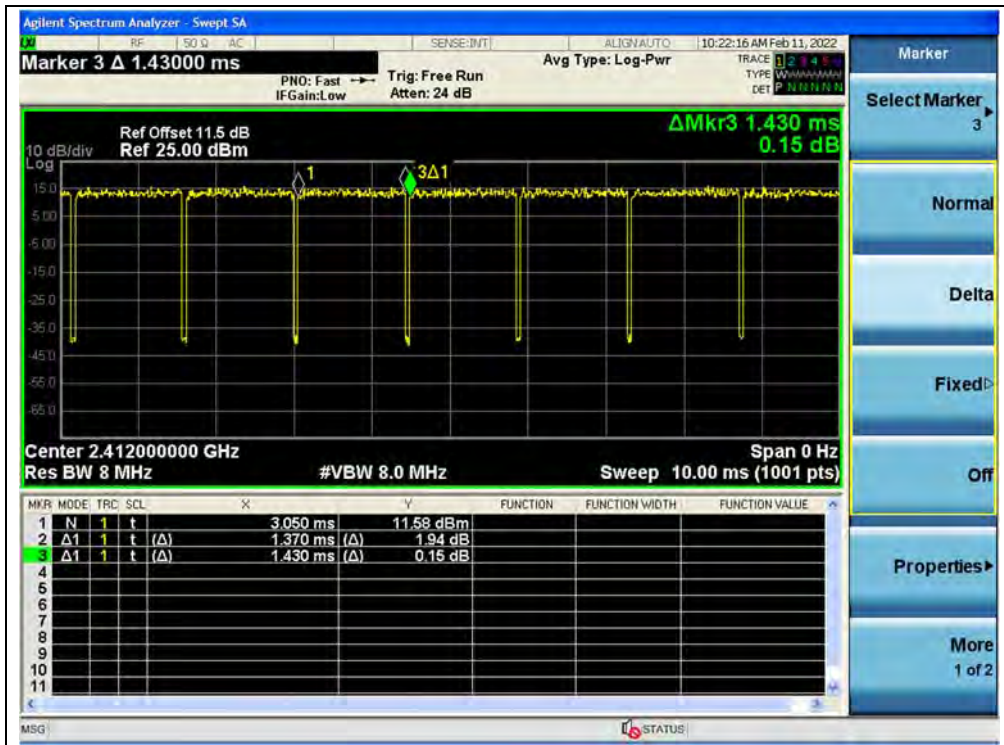 Agilent Spectrum Analyzer - Swept SA
LXI RF 50 Ω AC SENSE:INT ALIGN AUTO 10:22:16 AM Feb 11, 2022
Marker 3 Δ 1.43000 ms
PNO: Fast
IFGain:Low
Trig: Free Run
Atten: 24 dB
Avg Type: Log-Pwr
TRACE 1 2 3 4 5 6
TYPE W
DET P N N N N N
ΔMkr3 1.430 ms
0.15 dB
Ref Offset 11.5 dB
10 dB/div Ref 25.00 dBm
Log
15.0
5.00
-5.00
-15.0
-25.0
-35.0
-45.0
-55.0
-65.0
1
3Δ1
Center 2.412000000 GHz Span 0 Hz
Res BW 8 MHz #VBW 8.0 MHz Sweep 10.00 ms (1001 pts)
MKR MODE TRC SCL X Y FUNCTION FUNCTION WIDTH FUNCTION VALUE
1 N 1 t 3.050 ms 11.58 dBm
2 Δ1 1 t (Δ) 1.370 ms (Δ) 1.94 dB
3 Δ1 1 t (Δ) 1.430 ms (Δ) 0.15 dB
4
5
6
7
8
9
10
11
MSG STATUS
Marker
Select Marker
3
Normal
Delta
Fixed
Off
Properties
More
1 of 2